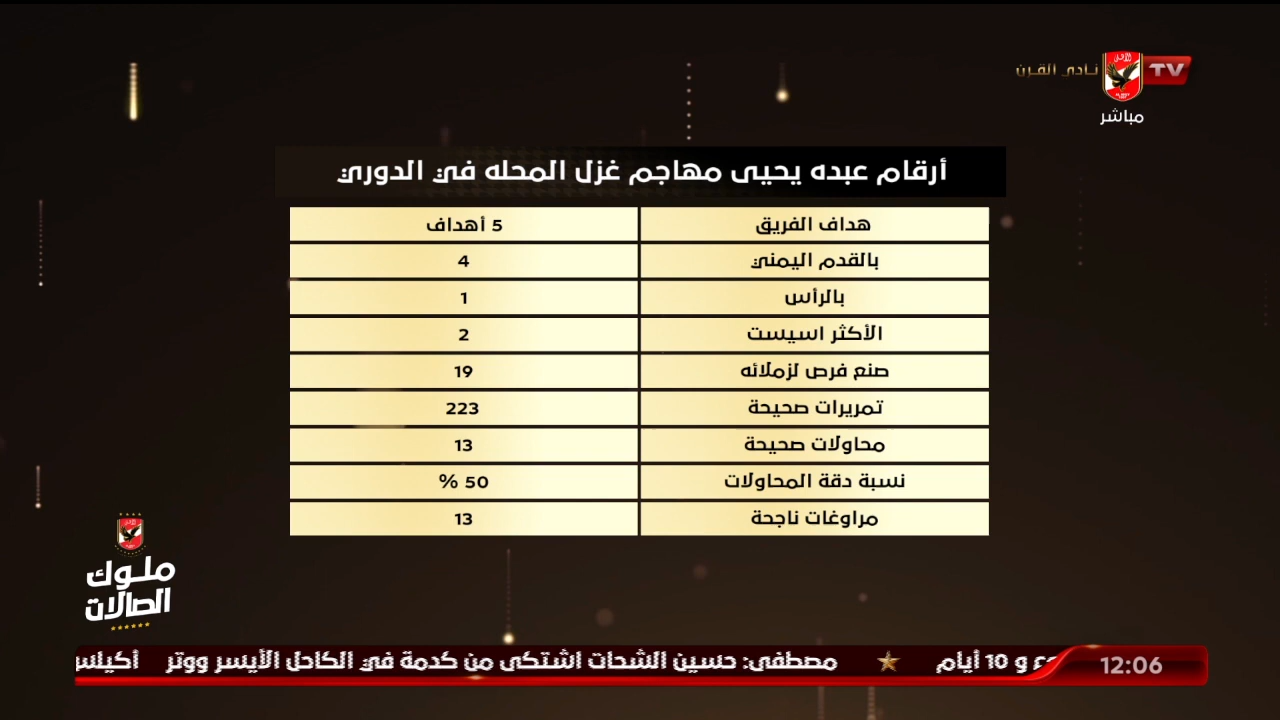 نادي القرن TV
مباشر
أرقام عبده يحيى مهاجم غزل المحله في الدوري
هداف الفريق 5 أهداف
بالقدم اليمني 4
بالرأس 1
الأكثر اسيست 2
صنع فرص لزملائه 19
تمريرات صحيحة 223
محاولات صحيحة 13
نسبة دقة المحاولات 50 %
مراوغات ناجحة 13
ملوك
الصالات
12:06 و 10 أيام مصطفى: حسين الشحات اشتكى من كدمة في الكاحل الأيسر ووتر أكيلس